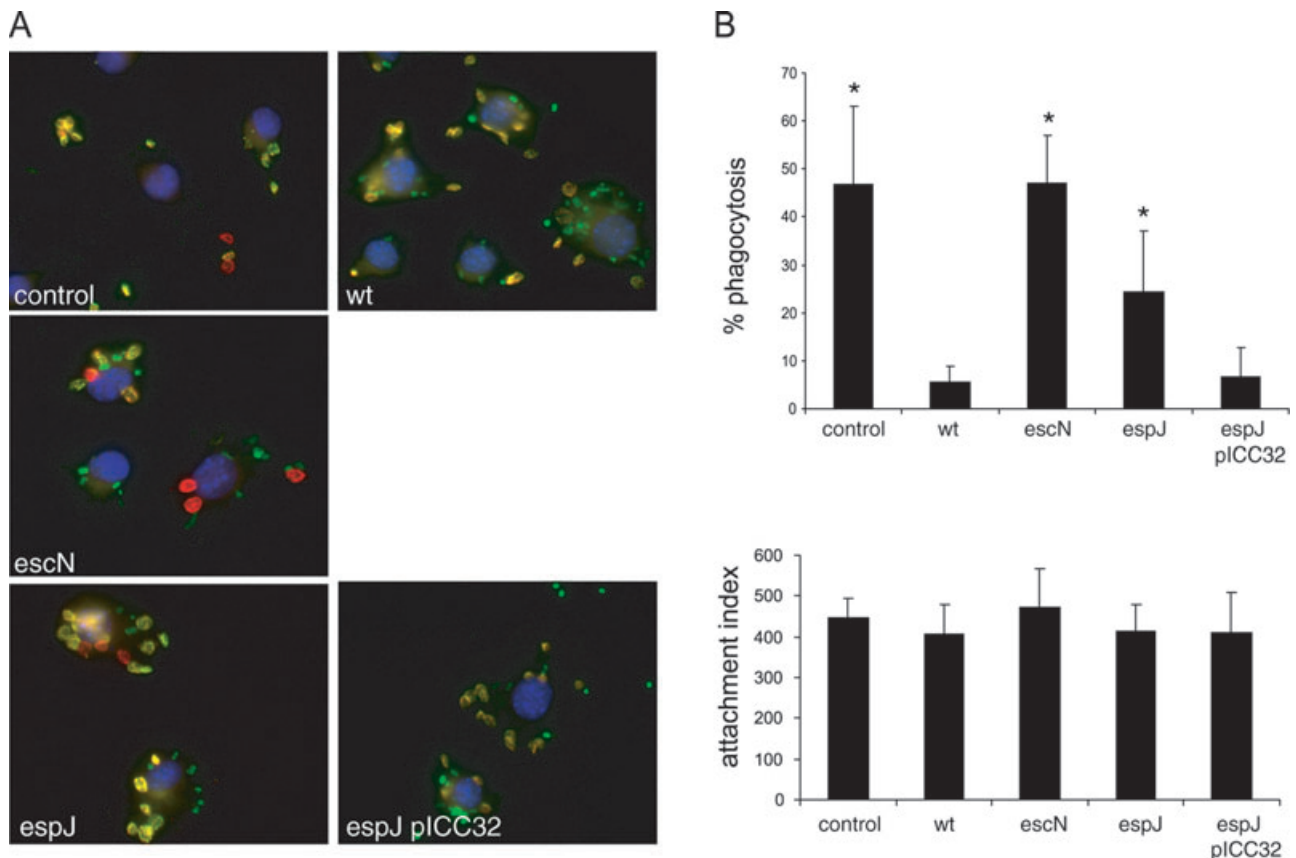 A
control
wt
escN
espJ
espJ pICC32
B
% phagocytosis
70
60
50
40
30
20
10
0
*
*
*
control
wt
escN
espJ
espJ
pICC32
attachment index
600
500
400
300
200
100
0
control
wt
escN
espJ
espJ
pICC32